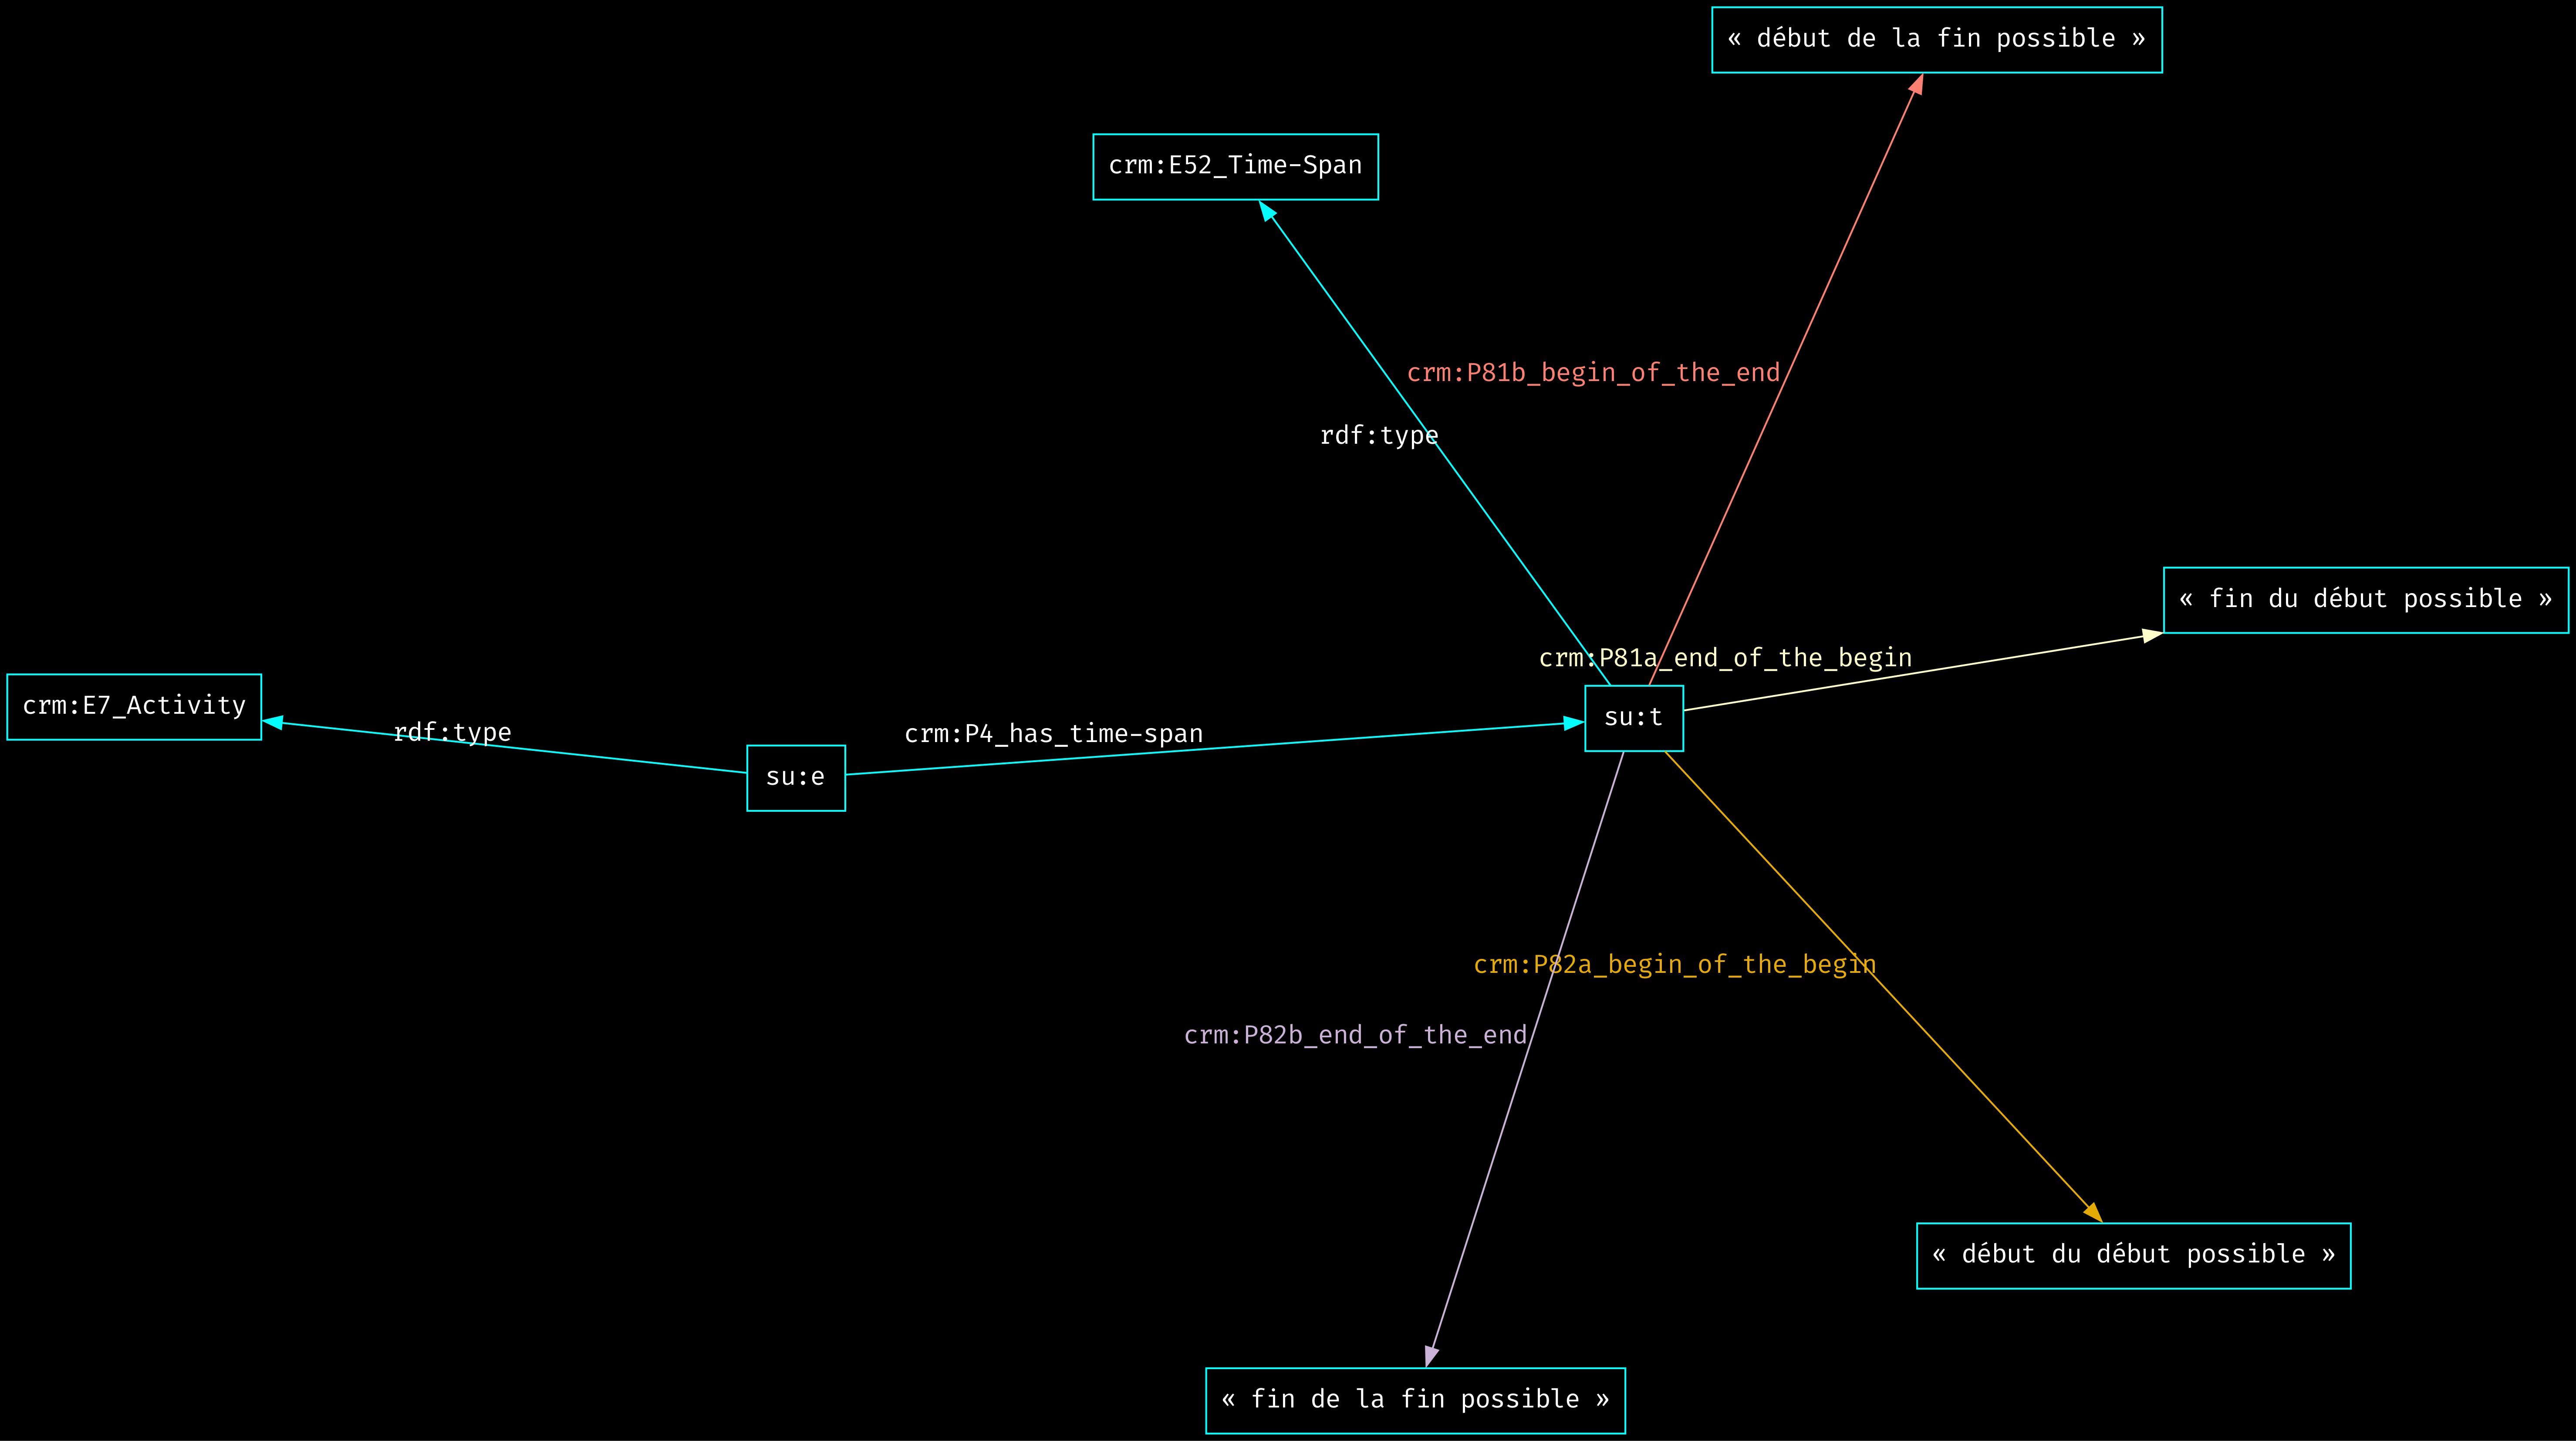 « début de la fin possible »
crm:E52_Time-Span
crm:P81b_begin_of_the_end
rdf:type
« fin du début possible »
crm:P81a_end_of_the_begin
crm:E7_Activity
su:t
rdf:type
crm:P4_has_time-span
su:e
crm:P82a_begin_of_the_begin
crm:P82b_end_of_the_end
« début du début possible »
« fin de la fin possible »